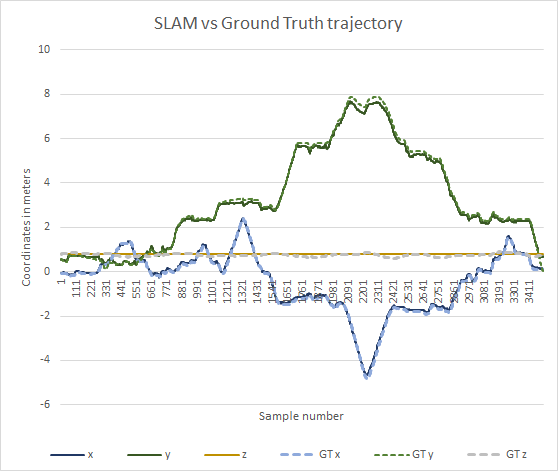 SLAM vs Ground Truth trajectory
10
8
6
4
2
0
-2
-4
-6
Coordinates in meters
1 111 221 331 441 551 661 771 881 991 1101 1211 1321 1431 1541 1651 1761 1871 1981 2091 2201 2311 2421 2531 2641 2751 2861 2971 3081 3191 3301 3411
Sample number
x y z GT x GT y GT z